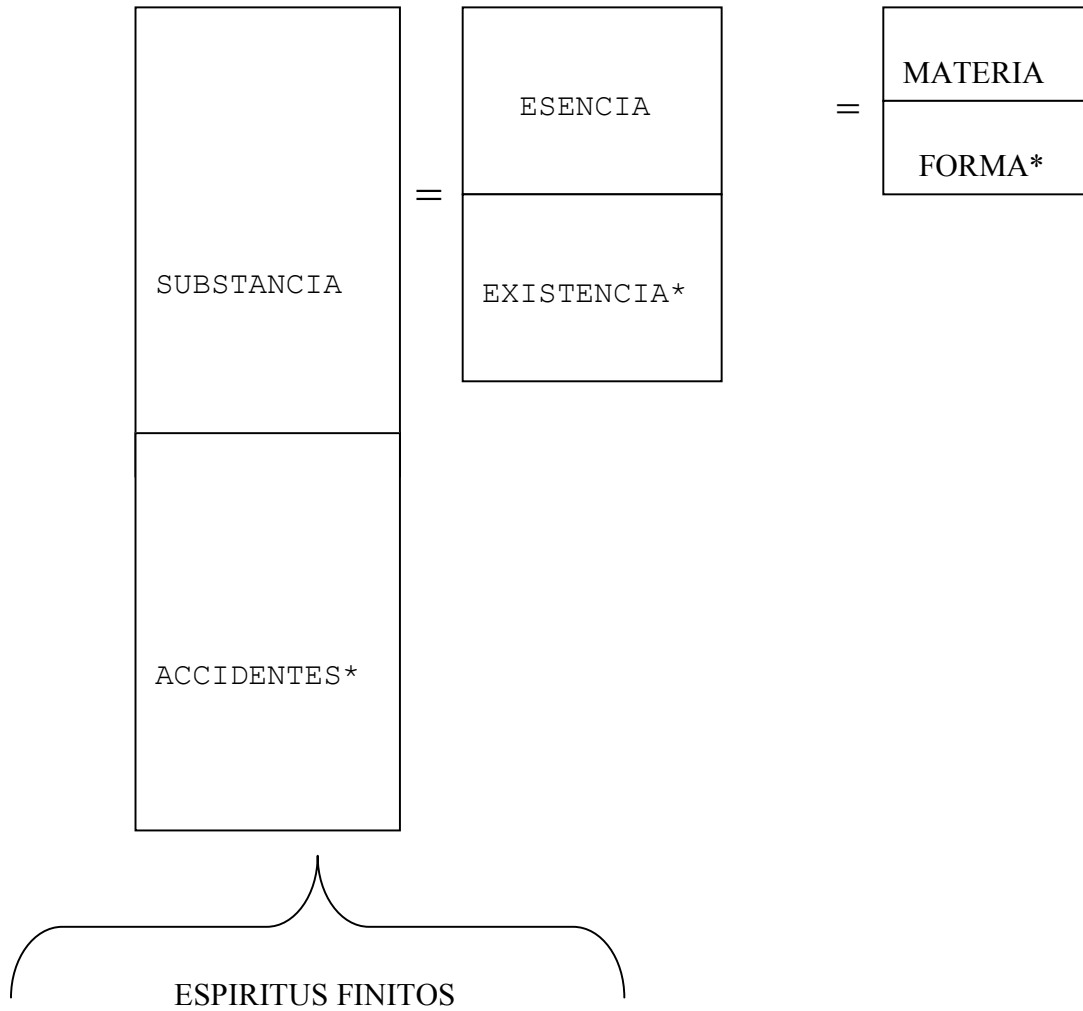 MATERIA
ESENCIA
=
FORMA*
=
SUBSTANCIA
EXISTENCIA*
ACCIDENTES*
ESPIRITUS FINITOS